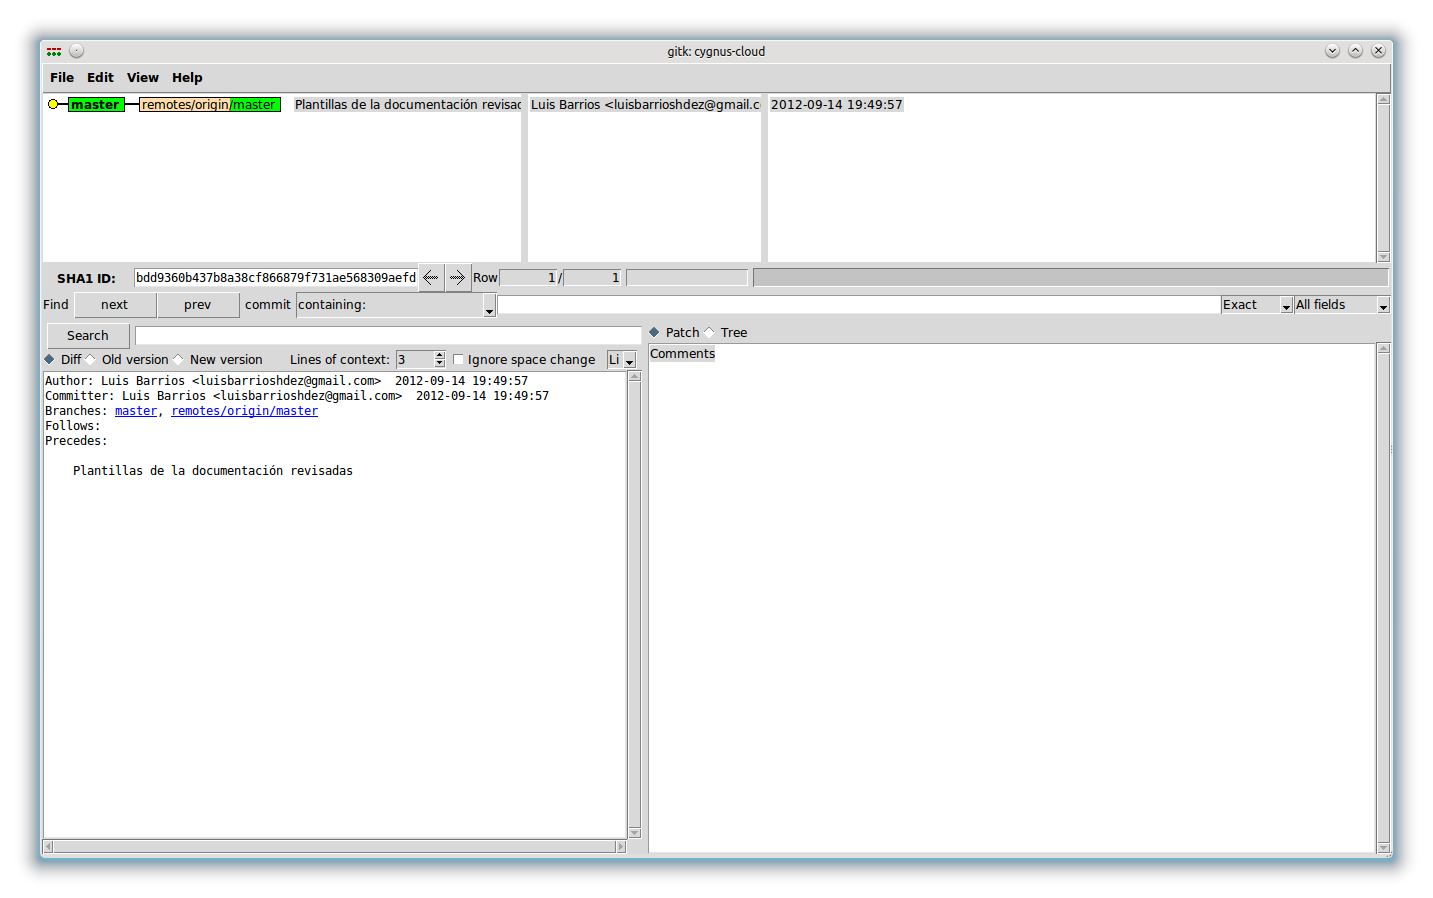 gitk: cygnus-cloud
File Edit View Help
master remotes/origin/master Plantillas de la documentación revisad Luis Barrios <luisbarrioshdez@gmail.c 2012-09-14 19:49:57
SHA1 ID: bdd9360b437b8a38cf866879f731ae568309aefd Row 1 / 1
Find next prev commit containing: Exact All fields
Search
Patch Tree
Diff Old version New version Lines of context: 3 Ignore space change Li
Comments
Author: Luis Barrios <luisbarrioshdez@gmail.com> 2012-09-14 19:49:57
Committer: Luis Barrios <luisbarrioshdez@gmail.com> 2012-09-14 19:49:57
Branches: master, remotes/origin/master
Follows:
Precedes:
Plantillas de la documentación revisadas